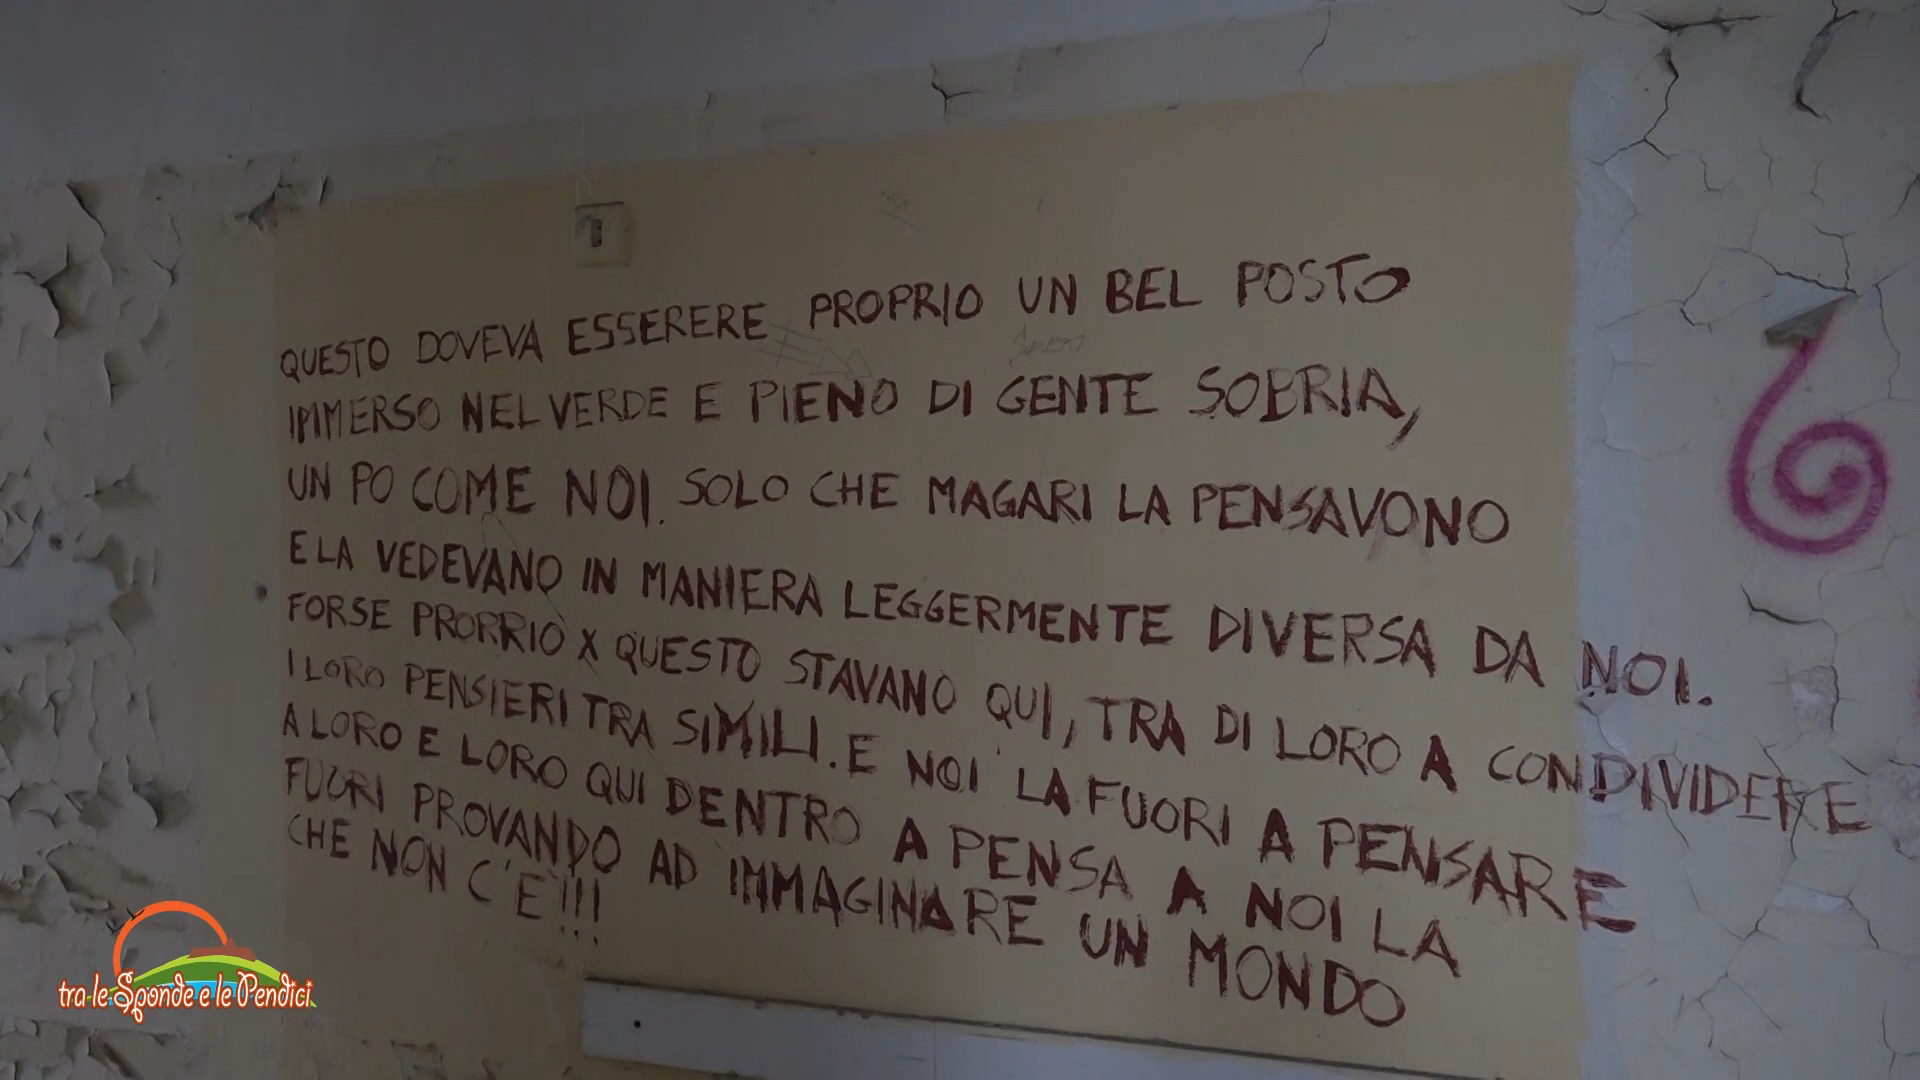 QUESTO DOVEVA ESSERERE PROPRIO UN BEL POSTO
IMMERSO NEL VERDE E PIENO DI GENTE SOBRIA,
UN PO COME NOI. SOLO CHE MAGARI LA PENSAVONO
E LA VEDEVANO IN MANIERA LEGGERMENTE DIVERSA DA NOI.
FORSE PROPRIO X QUESTO STAVANO QUI, TRA DI LORO A CONDIVIDERE
I LORO PENSIERI TRA SIMILI. E NOI LA FUORI A PENSARE
A LORO E LORO QUI DENTRO A PENSA A NOI LA
FUORI PROVANDO AD IMMAGINARE UN MONDO
CHE NON C'E'!!!
tra le Sponde e le Pendici